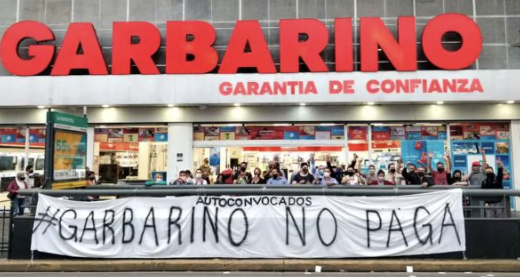 GARBARINO
GARANTIA DE CONFIANZA
AUTOCONVOCADOS
#GARBARINO NO PAGA